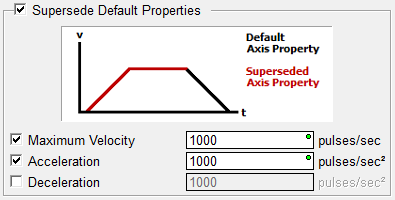 Supersede Default Properties
v
Default
Axis Property
Superseded
Axis Property
t
Maximum Velocity 1000 pulses/sec
Acceleration 1000 pulses/sec²
Deceleration 1000 pulses/sec²